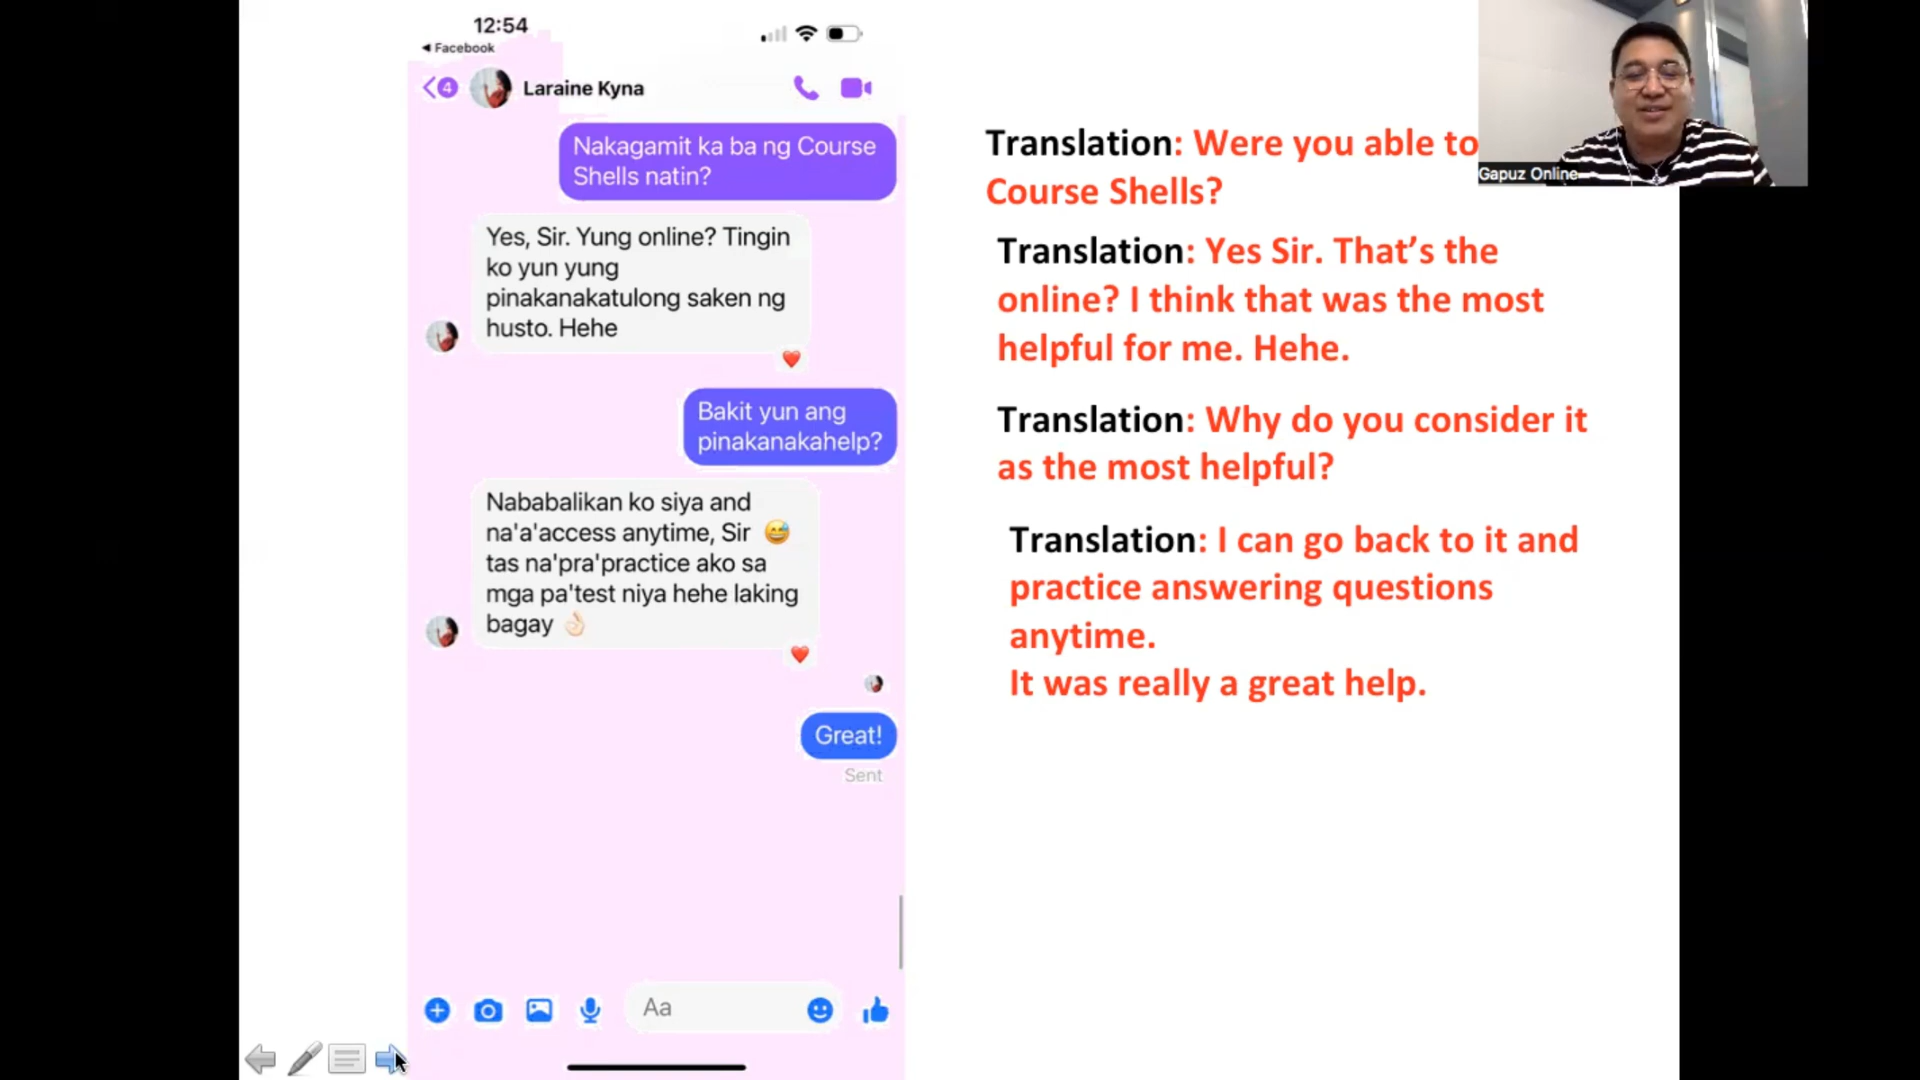 12:54
Facebook
4
Laraine Kyna
Nakagamit ka ba ng Course
Shells natin?
Yes, Sir. Yung online? Tingin
ko yun yung
pinakanakatulong saken ng
husto. Hehe
Bakit yun ang
pinakanakahelp?
Nababalikan ko siya and
na'a'access anytime, Sir 😅
tas na'pra'practice ako sa
mga pa'test niya hehe laking
bagay 👌🏻
Great!
Sent
Aa
Translation: Were you able to
Course Shells?
Translation: Yes Sir. That’s the
online? I think that was the most
helpful for me. Hehe.
Translation: Why do you consider it
as the most helpful?
Translation: I can go back to it and
practice answering questions
anytime.
It was really a great help.
Gapuz Online